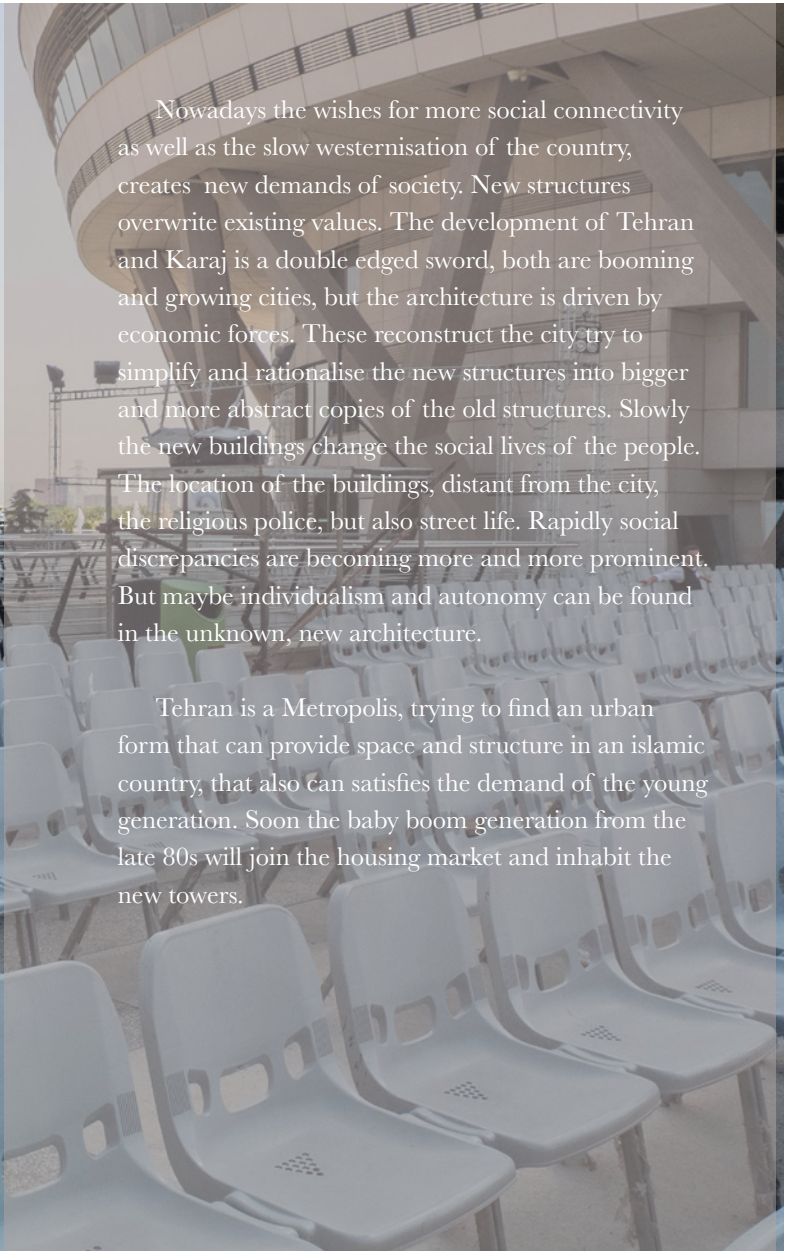 Nowadays the wishes for more social connectivity
as well as the slow westernisation of the country,
creates new demands of society. New structures
overwrite existing values. The development of Tehran
and Karaj is a double edged sword, both are booming
and growing cities, but the architecture is driven by
economic forces. These reconstruct the city try to
simplify and rationalise the new structures into bigger
and more abstract copies of the old structures. Slowly
the new buildings change the social lives of the people.
The location of the buildings, distant from the city,
the religious police, but also street life. Rapidly social
discrepancies are becoming more and more prominent.
But maybe individualism and autonomy can be found
in the unknown, new architecture.
Tehran is a Metropolis, trying to find an urban
form that can provide space and structure in an islamic
country, that also can satisfies the demand of the young
generation. Soon the baby boom generation from the
late 80s will join the housing market and inhabit the
new towers.